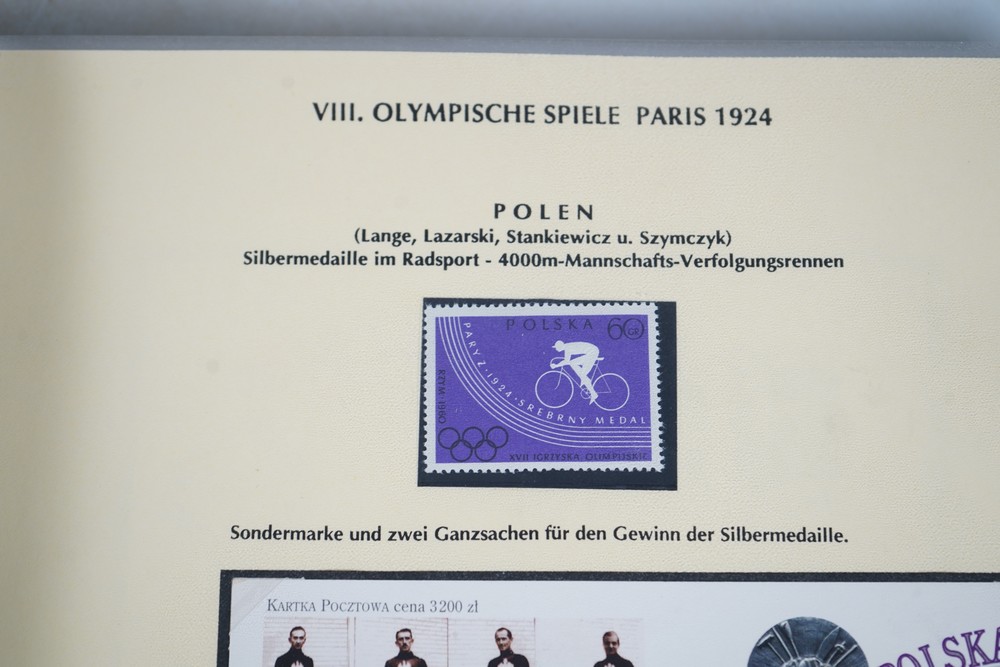 VIII. OLYMPISCHE SPIELE PARIS 1924
POLEN
(Lange, Lazarski, Stankiewicz u. Szymczyk)
Silbermedaille im Radsport - 4000m-Mannschafts-Verfolgungsrennen
POLSKA 60 GR
PARYŻ·1924·SREBRNY MEDAL
RZYM 1960
XVII IGRZYSKA OLIMPIJSKIE
Sondermarke und zwei Ganzsachen für den Gewinn der Silbermedaille.
KARTKA POCZTOWA cena 3200 zł
POLSKA